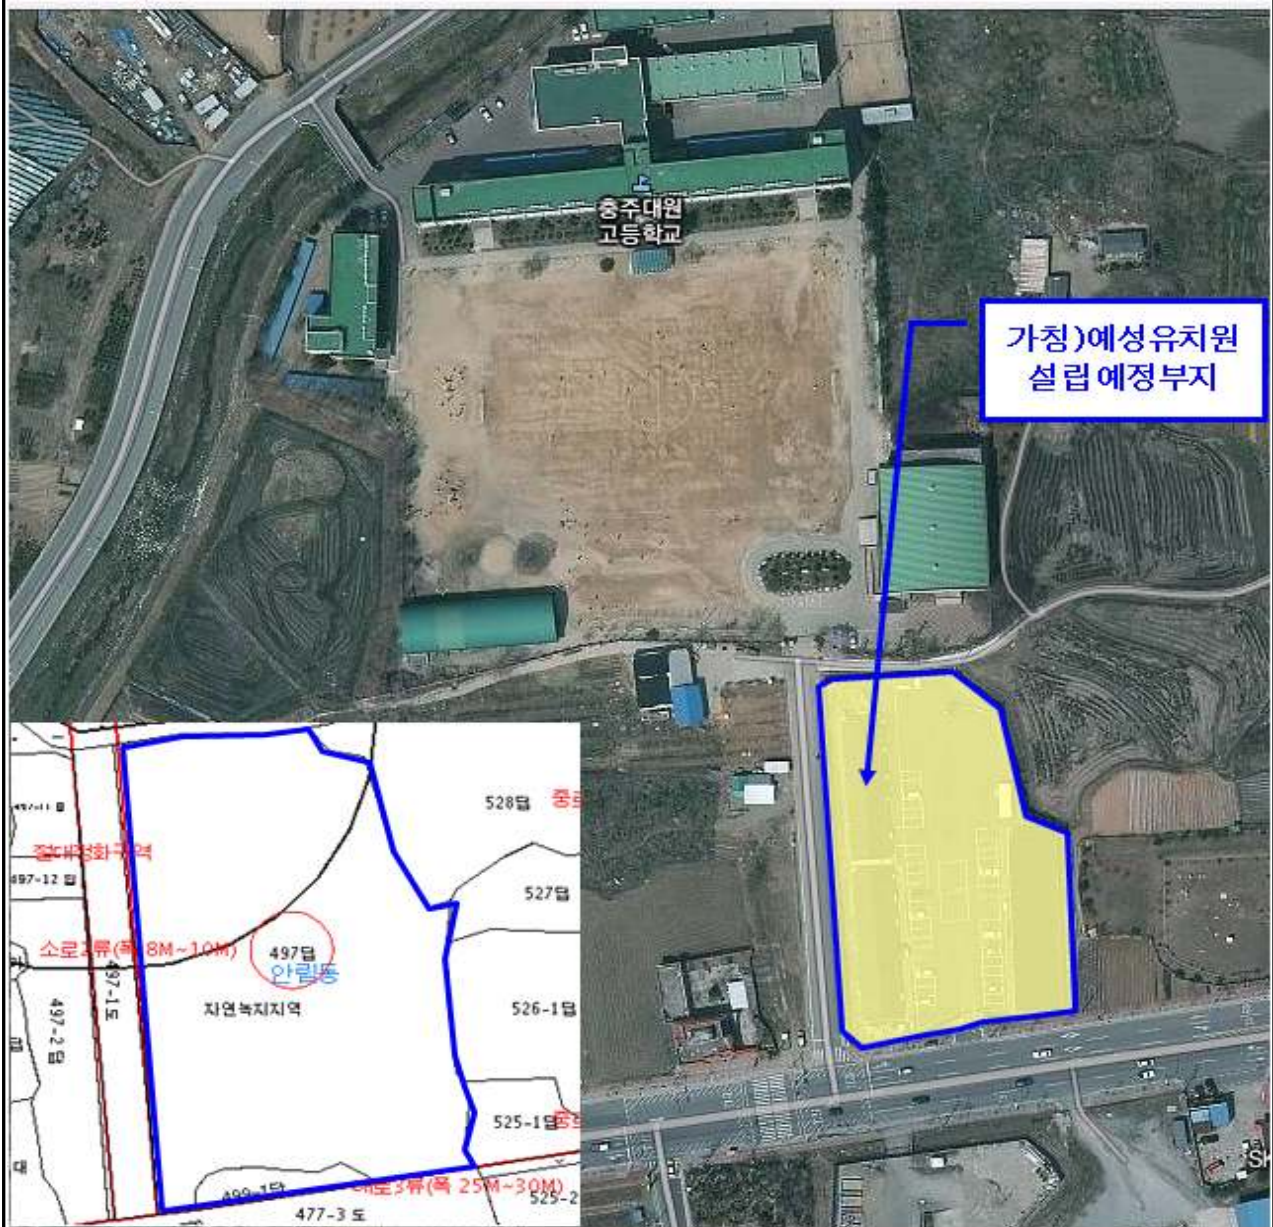 충주대원
고등학교
가칭)예성유치원
설립예정부지
528답
중로
절대정화구역
497-12 답
527답
소로2류(폭 8M~10M)
497답
안림동
497-1도
497-2 답
자연녹지지역
526-1답
525-1답
대로3류(폭 25M~30M)
499-1답
525-2
477-3 도
대
SK